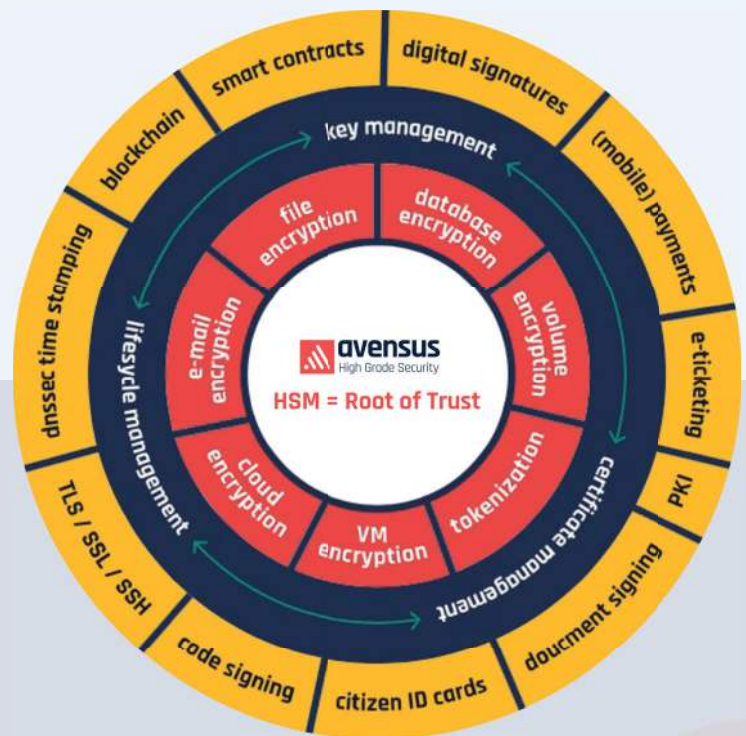 smart contracts
digital signatures
(mobile) payments
e-ticketing
PKI
doucment signing
citizen ID cards
code signing
TLS / SSL / SSH
dnssec time stamping
blockchain
key management
certificate management
lifesycle management
file
encryption
database
encryption
volume
encryption
tokenization
VM
encryption
cloud
encryption
e-mail
encryption
avensus
High Grade Security
HSM = Root of Trust